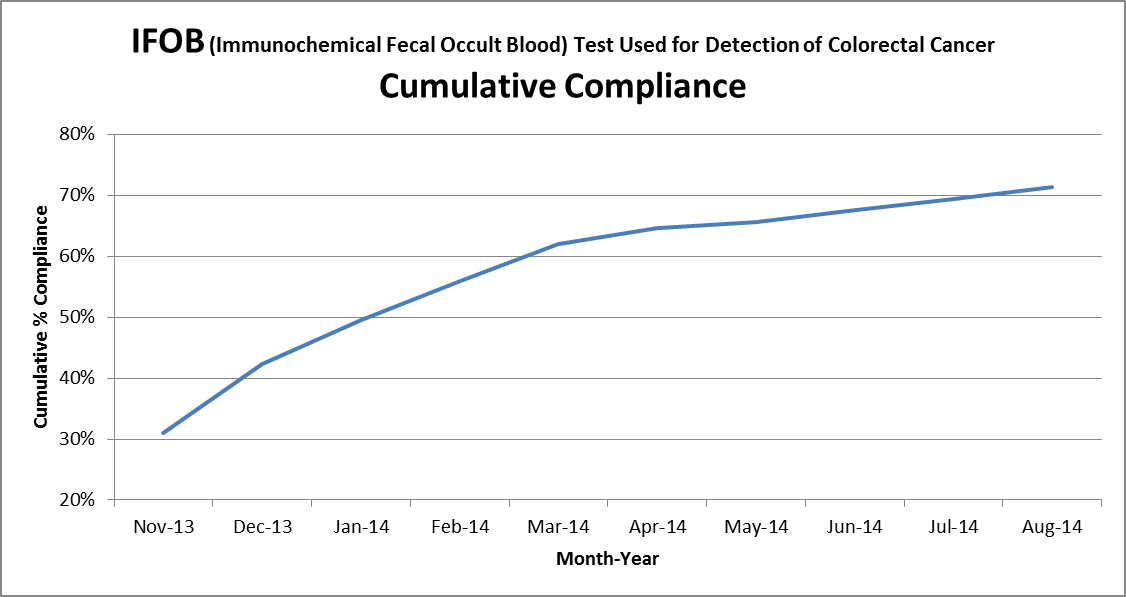 IFOB (Immunochemical Fecal Occult Blood) Test Used for Detection of Colorectal Cancer
Cumulative Compliance
80%
70%
60%
50%
40%
30%
20%
Cumulative % Compliance
Nov-13 Dec-13 Jan-14 Feb-14 Mar-14 Apr-14 May-14 Jun-14 Jul-14 Aug-14
Month-Year